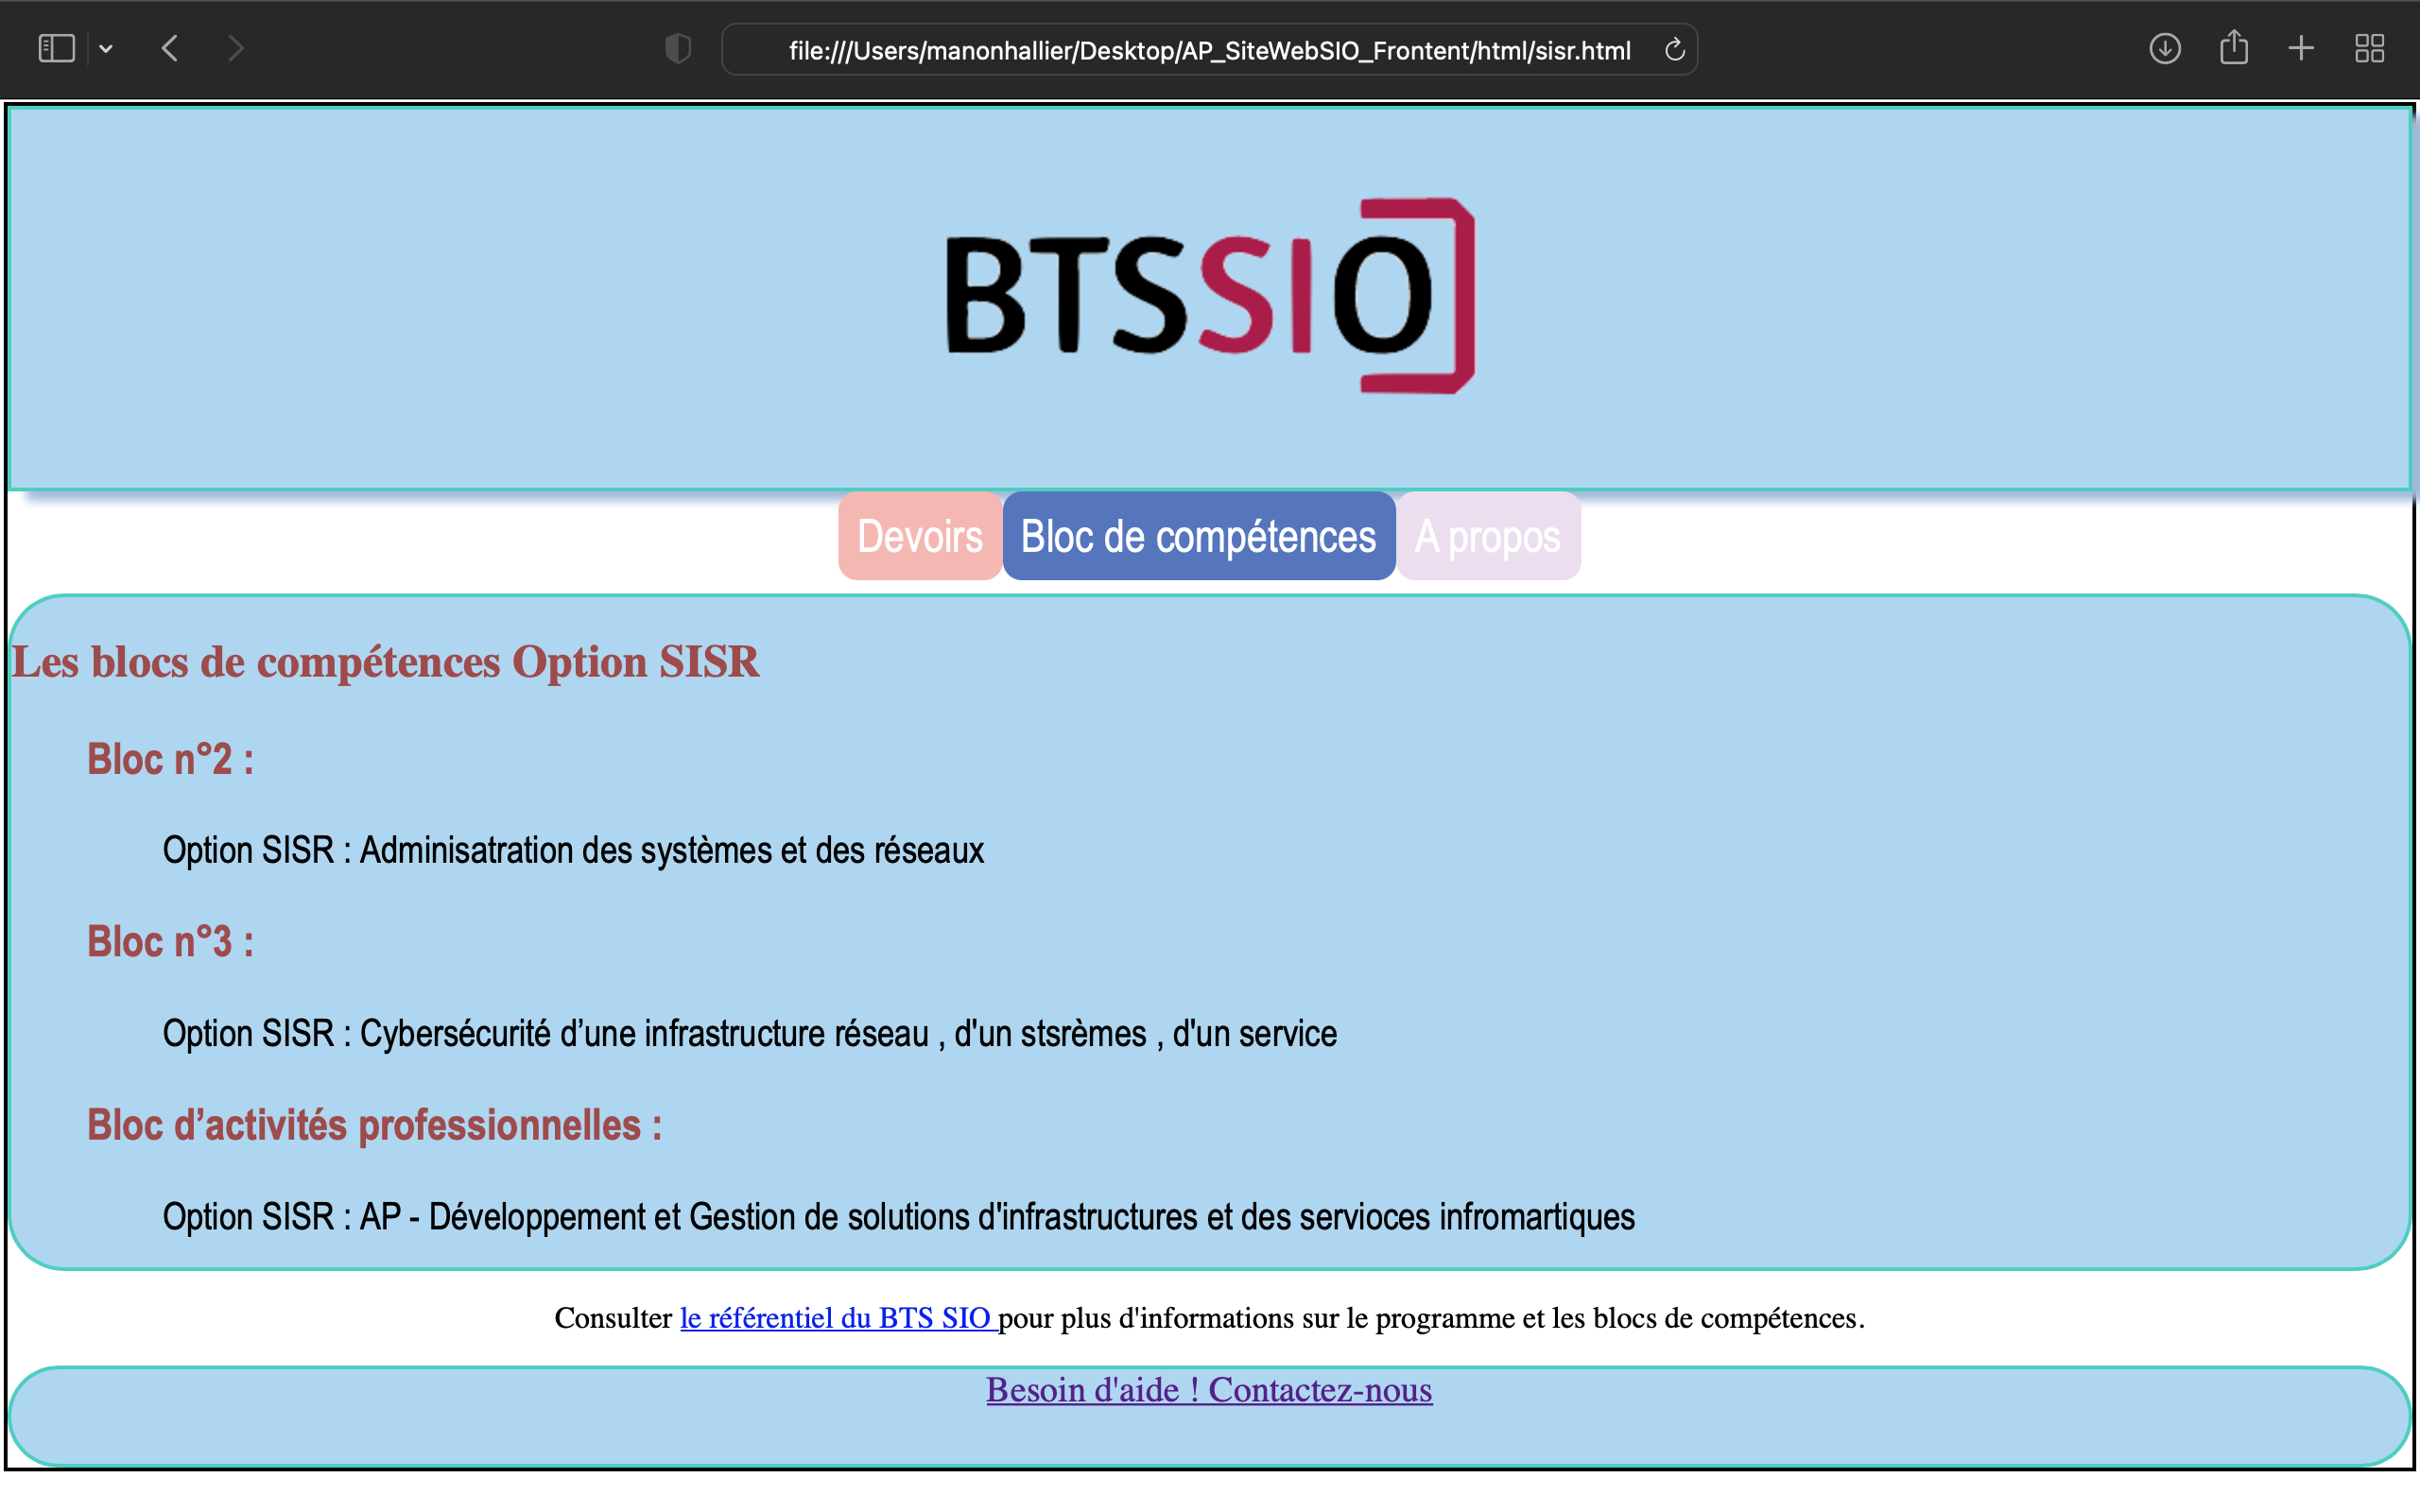 file:///Users/manonhallier/Desktop/AP_SiteWebSIO_Frontent/html/sisr.html
BTSSIO
Devoirs Bloc de compétences A propos
Les blocs de compétences Option SISR
Bloc n°2 :
Option SISR : Adminisatration des systèmes et des réseaux
Bloc n°3 :
Option SISR : Cybersécurité d’une infrastructure réseau , d'un stsrèmes , d'un service
Bloc d’activités professionnelles :
Option SISR : AP - Développement et Gestion de solutions d'infrastructures et des servioces infromartiques
Consulter le référentiel du BTS SIO pour plus d'informations sur le programme et les blocs de compétences.
Besoin d'aide ! Contactez-nous